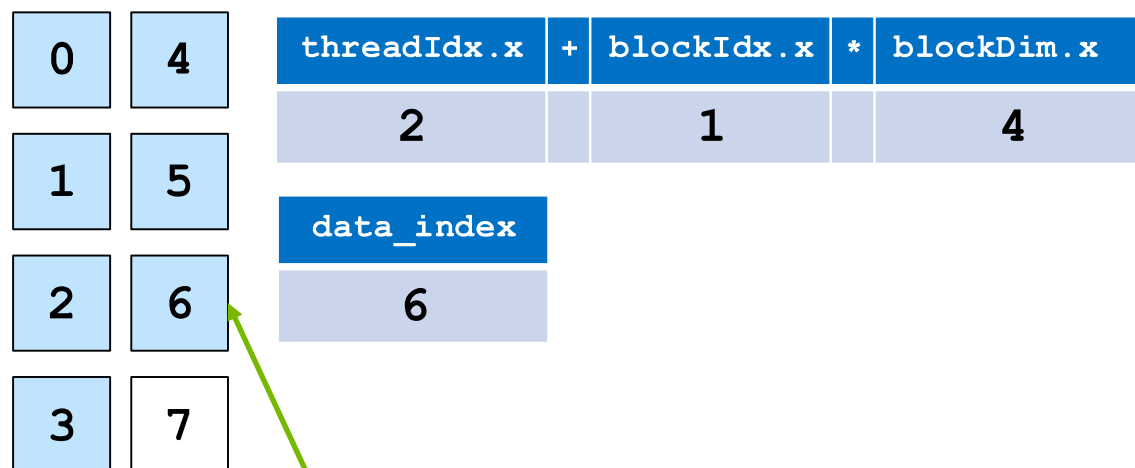 0 4
1 5
2 6
3 7
threadIdx.x + blockIdx.x * blockDim.x
2 1 4
data_index
6